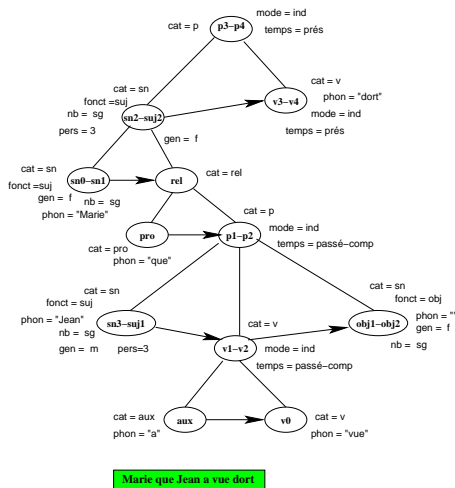 mode = ind
cat = p
p3−p4
temps = prés
cat = sn
fonct =suj
nb = sg
pers = 3
sn2−suj2
gen = f
cat = v
v3−v4
phon = "dort"
mode = ind
temps = prés
cat = sn
fonct =suj
gen = f
nb = sg
phon = "Marie"
sn0−sn1
rel
cat = rel
cat = p
pro
cat = pro
phon = "que"
p1−p2
mode = ind
temps = passé−comp
cat = sn
fonct = suj
phon = "Jean"
nb = sg
gen = m
pers=3
sn3−suj1
cat = v
v1−v2
mode = ind
temps = passé−comp
cat = sn
fonct = obj
phon = ""
gen = f
nb = sg
obj1−obj2
cat = aux
phon = "a"
aux
v0
cat = v
phon = "vue"
Marie que Jean a vue dort